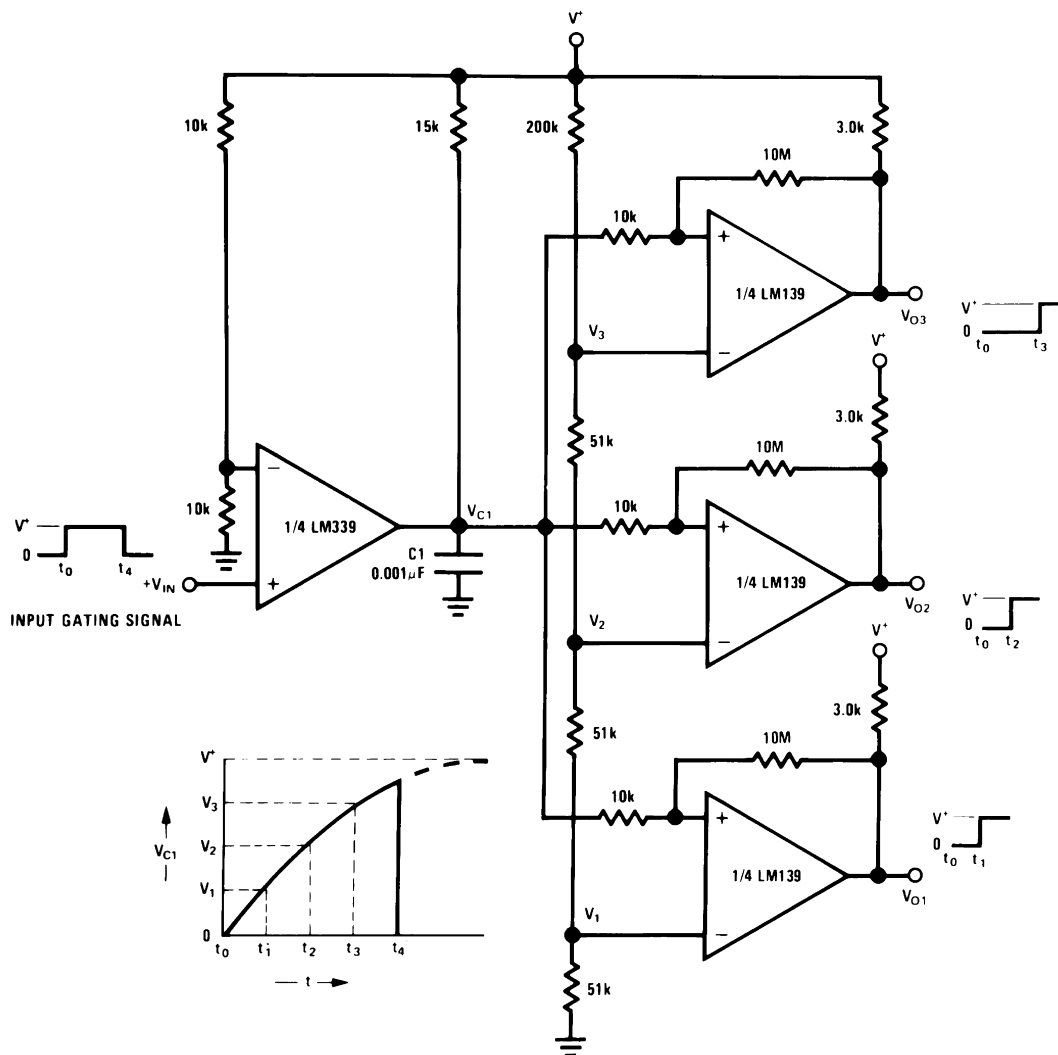 V⁺
10k
15k
200k
3.0k
10M
10k
+
1/4 LM139
−
V₃
V_O3
V⁺
0
t₀ t₃
V⁺
3.0k
51k
10M
10k
+
1/4 LM139
−
V₂
V_O2
V⁺
0
t₀ t₂
−
10k
1/4 LM339
+
V_C1
C1
0.001μF
V⁺
0
t₀ t₄
+V_IN
INPUT GATING SIGNAL
V⁺
3.0k
51k
10M
10k
+
1/4 LM139
−
V₁
V_O1
V⁺
0
t₀ t₁
51k
V⁺
V₃
V₂
V₁
0
V_C1
t₀ t₁ t₂ t₃ t₄
t